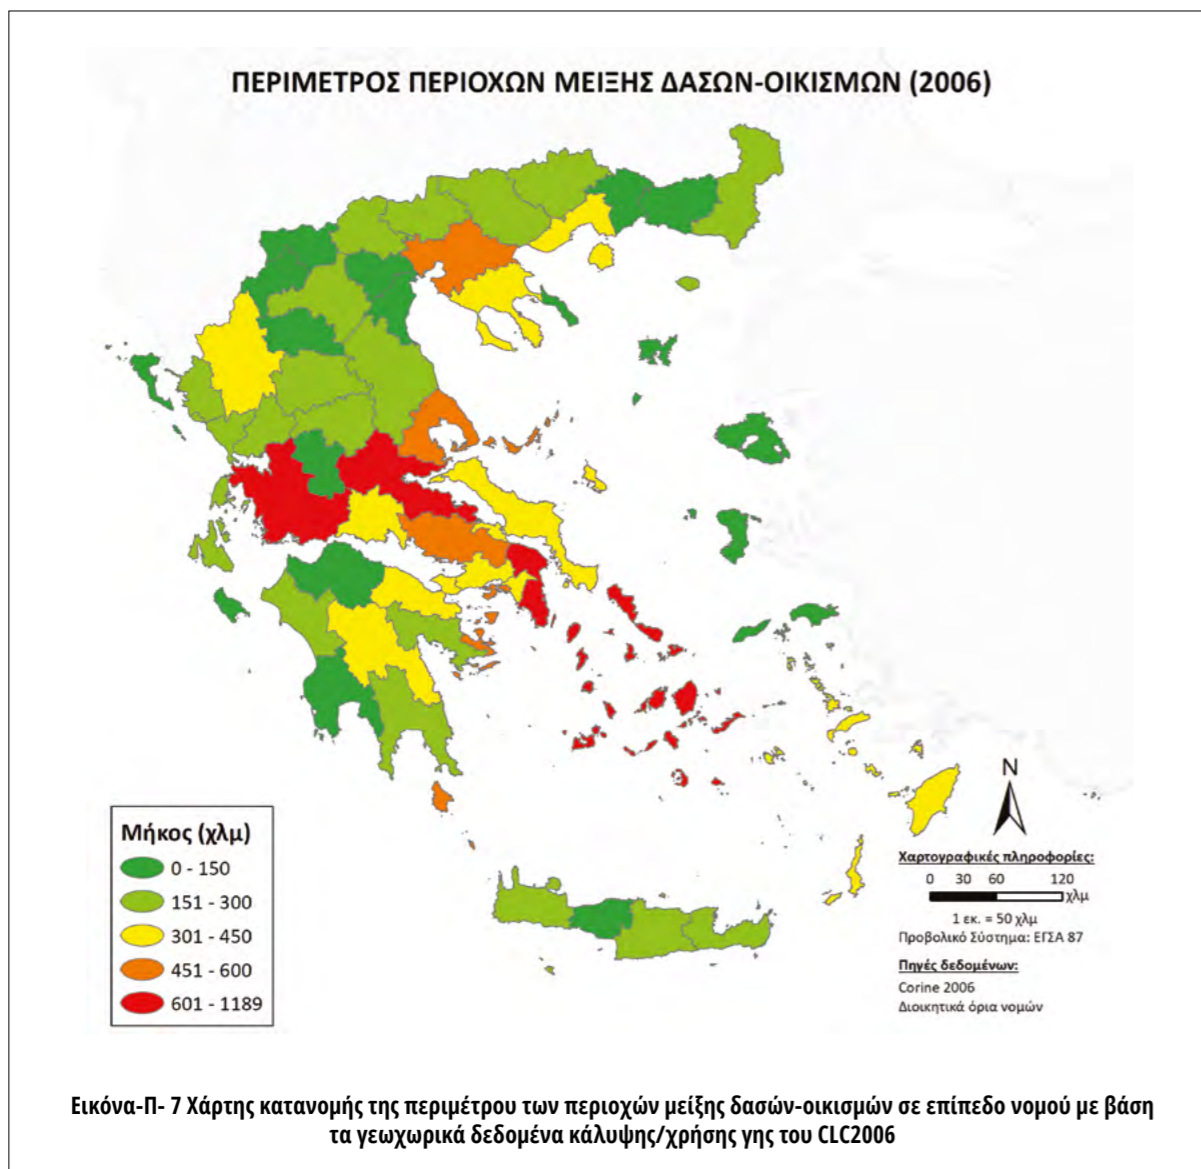 ΠΕΡΙΜΕΤΡΟΣ ΠΕΡΙΟΧΩΝ ΜΕΙΞΗΣ ΔΑΣΩΝ-ΟΙΚΙΣΜΩΝ (2006)
Μήκος (χλμ)
0 - 150
151 - 300
301 - 450
451 - 600
601 - 1189
N
Χαρτογραφικές πληροφορίες:
0 30 60 120
χλμ
1 εκ. = 50 χλμ
Προβολικό Σύστημα: ΕΓΣΑ 87
Πηγές δεδομένων:
Corine 2006
Διοικητικά όρια νομών
Εικόνα-Π- 7 Χάρτης κατανομής της περιμέτρου των περιοχών μείξης δασών-οικισμών σε επίπεδο νομού με βάση
τα γεωχωρικά δεδομένα κάλυψης/χρήσης γης του CLC2006